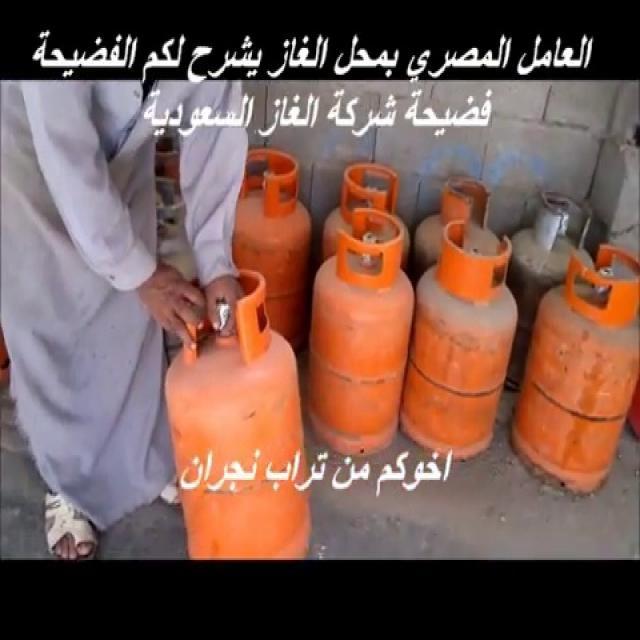 العامل المصري بمحل الغاز يشرح لكم الفضيحة
فضيحة شركة الغاز السعودية
اخوكم من تراب نجران